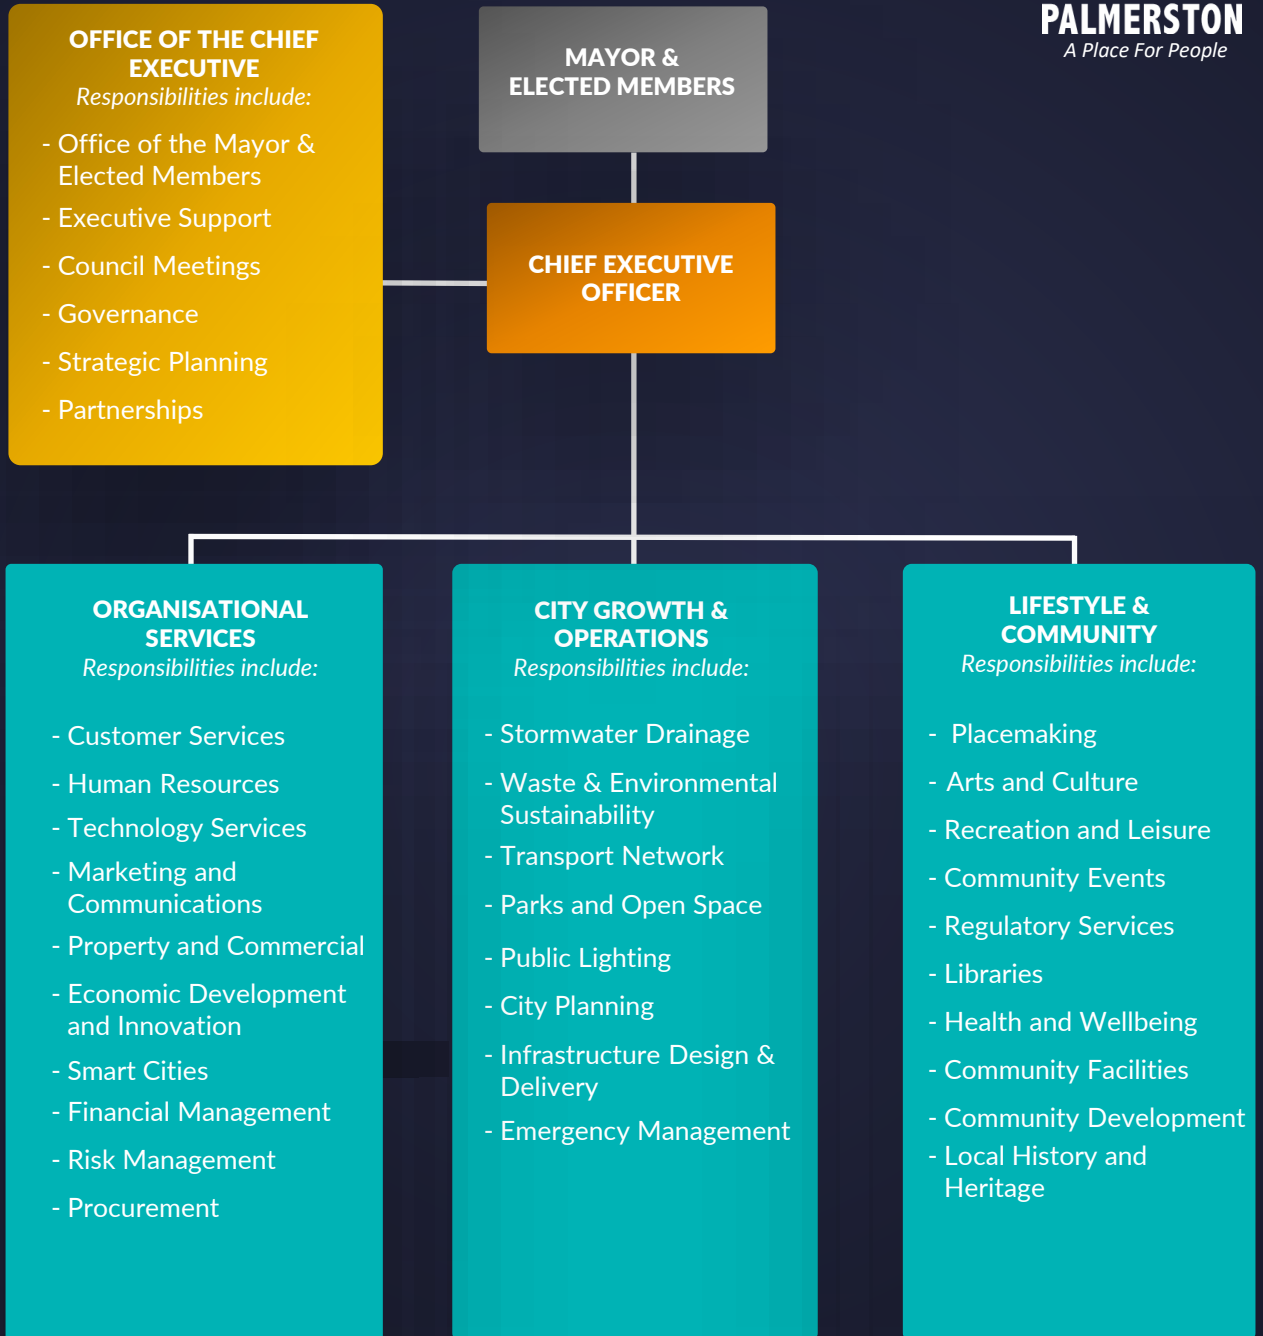 PALMERSTON
A Place For People
OFFICE OF THE CHIEF
EXECUTIVE
Responsibilities include:
- Office of the Mayor &
Elected Members
- Executive Support
- Council Meetings
- Governance
- Strategic Planning
- Partnerships
MAYOR &
ELECTED MEMBERS
CHIEF EXECUTIVE
OFFICER
ORGANISATIONAL
SERVICES
Responsibilities include:
- Customer Services
- Human Resources
- Technology Services
- Marketing and
Communications
- Property and Commercial
- Economic Development
and Innovation
- Smart Cities
- Financial Management
- Risk Management
- Procurement
CITY GROWTH &
OPERATIONS
Responsibilities include:
- Stormwater Drainage
- Waste & Environmental
Sustainability
- Transport Network
- Parks and Open Space
- Public Lighting
- City Planning
- Infrastructure Design &
Delivery
- Emergency Management
LIFESTYLE &
COMMUNITY
Responsibilities include:
- Placemaking
- Arts and Culture
- Recreation and Leisure
- Community Events
- Regulatory Services
- Libraries
- Health and Wellbeing
- Community Facilities
- Community Development
- Local History and
Heritage